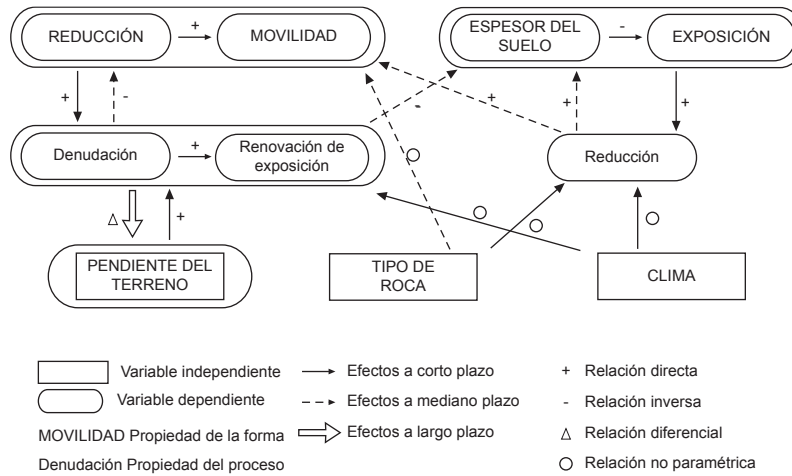 REDUCCIÓN
+
MOVILIDAD
ESPESOR DEL
SUELO
-
EXPOSICIÓN
+
-
+
+
+
-
Denudación
+
Renovación de
exposición
Reducción
Δ
+
PENDIENTE DEL
TERRENO
TIPO DE
ROCA
CLIMA
Variable independiente
Efectos a corto plazo
+ Relación directa
Variable dependiente
Efectos a mediano plazo
- Relación inversa
MOVILIDAD Propiedad de la forma
Efectos a largo plazo
Δ Relación diferencial
Denudación Propiedad del proceso
Relación no paramétrica